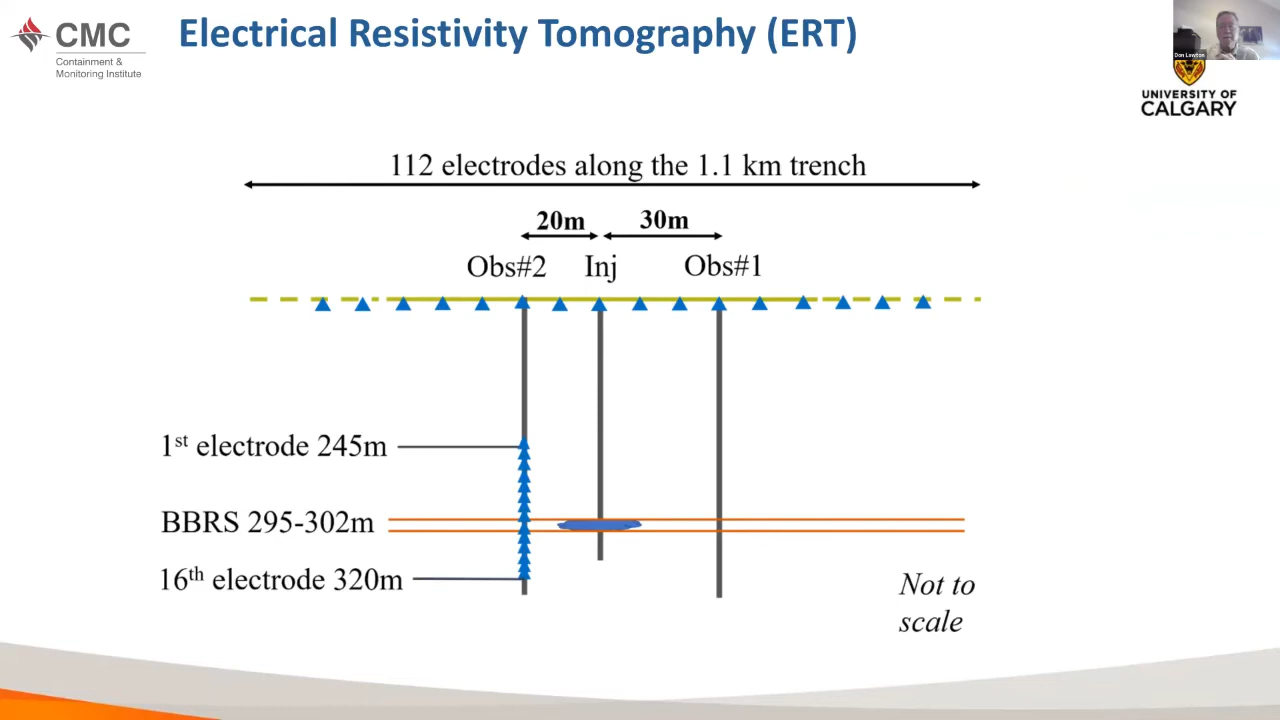 CMC
Containment &
Monitoring Institute
Electrical Resistivity Tomography (ERT)
Don Lawton
UNIVERSITY OF
CALGARY
112 electrodes along the 1.1 km trench
20m 30m
Obs#2 Inj Obs#1
1st electrode 245m
BBRS 295-302m
16th electrode 320m
Not to
scale